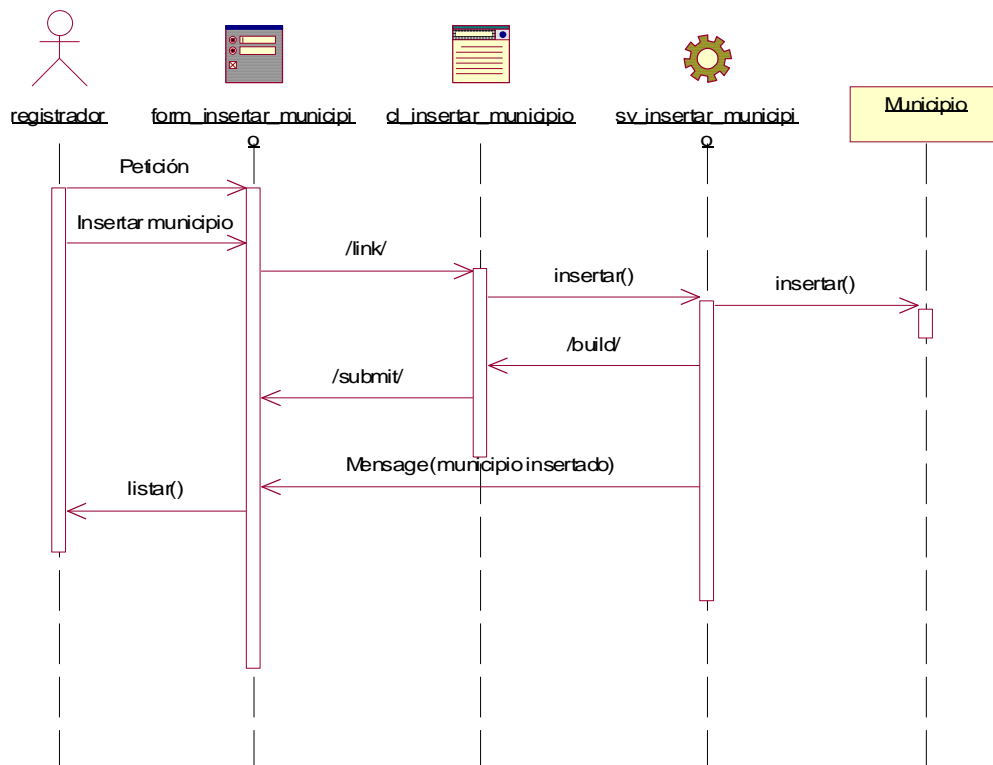 registrador
form_insertar_municipi
o
cl_insertar_municipio
sv_insertar_municipi
o
Municipio
Petición
Insertar municipio
/link/
insertar()
insertar()
/build/
/submit/
Mensage(municipio insertado)
listar()